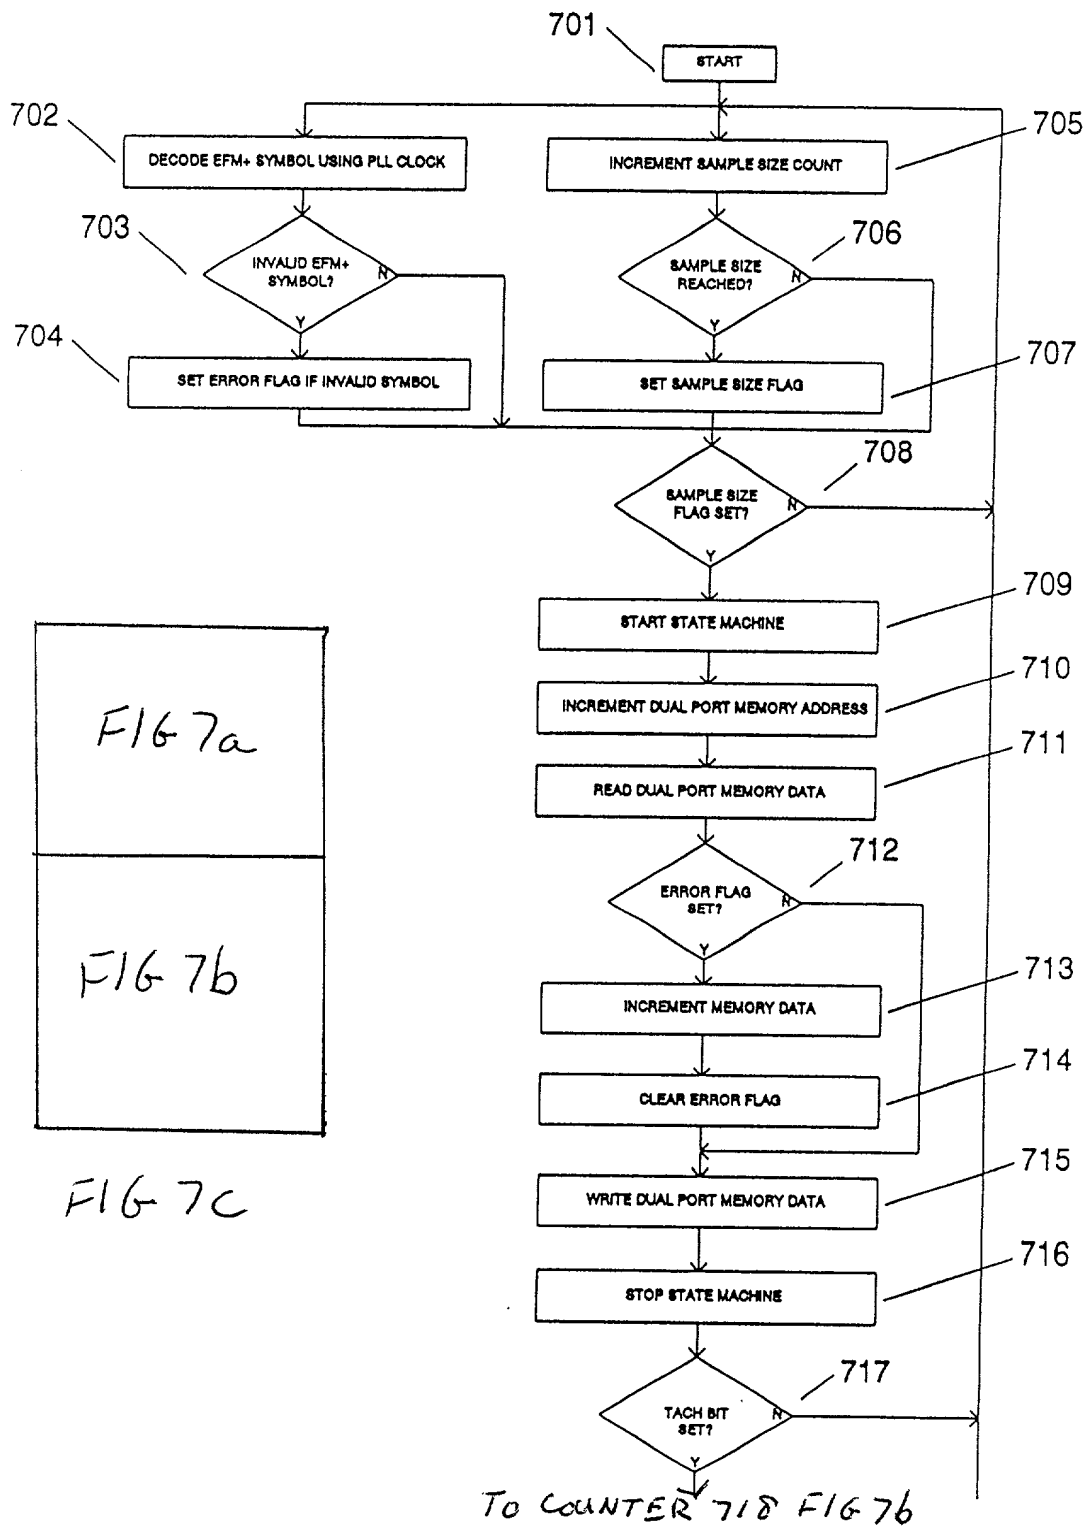 701
START
702
705
DECODE EFM+ SYMBOL USING PLL CLOCK
INCREMENT SAMPLE SIZE COUNT
703
706
INVALID EFM+
SYMBOL?
N
Y
SAMPLE SIZE
REACHED?
N
Y
704
707
SET ERROR FLAG IF INVALID SYMBOL
SET SAMPLE SIZE FLAG
708
SAMPLE SIZE
FLAG SET?
N
Y
709
START STATE MACHINE
710
INCREMENT DUAL PORT MEMORY ADDRESS
711
READ DUAL PORT MEMORY DATA
712
ERROR FLAG
SET?
N
Y
713
INCREMENT MEMORY DATA
714
CLEAR ERROR FLAG
715
WRITE DUAL PORT MEMORY DATA
716
STOP STATE MACHINE
717
TACH BIT
SET?
N
Y
TO COUNTER 718 FIG 7b
FIG 7a
FIG 7b
FIG 7c